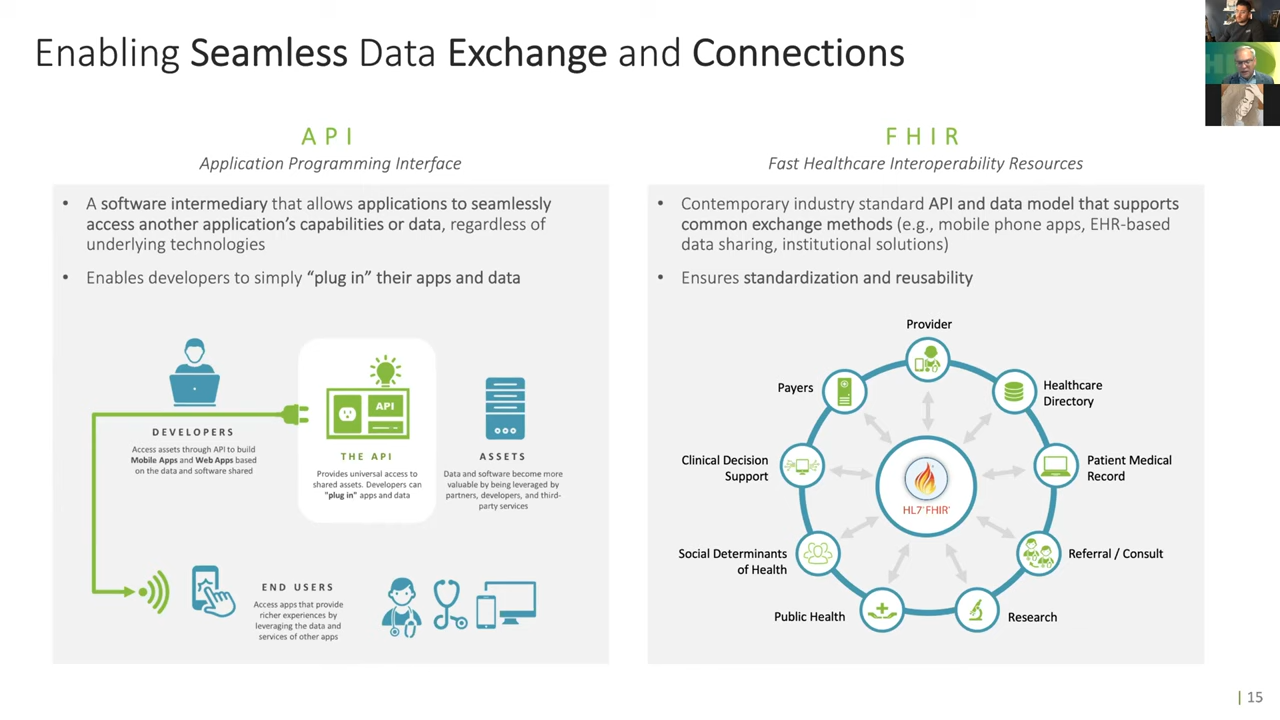 Enabling Seamless Data Exchange and Connections
API
Application Programming Interface
• A software intermediary that allows applications to seamlessly
access another application's capabilities or data, regardless of
underlying technologies
• Enables developers to simply "plug in" their apps and data
DEVELOPERS
Access assets through API to build
Mobile Apps and Web Apps based
on the data and software shared
API
THE API
Provides universal access to
shared assets. Developers can
"plug in" apps and data
ASSETS
Data and software become more
valuable by being leveraged by
partners, developers, and third-
party services
END USERS
Access apps that provide
richer experiences by
leveraging the data and
services of other apps
FHIR
Fast Healthcare Interoperability Resources
• Contemporary industry standard API and data model that supports
common exchange methods (e.g., mobile phone apps, EHR-based
data sharing, institutional solutions)
• Ensures standardization and reusability
Provider
Healthcare
Directory
Patient Medical
Record
Referral / Consult
Research
Public Health
Social Determinants
of Health
Clinical Decision
Support
Payers
HL7 FHIR
| 15